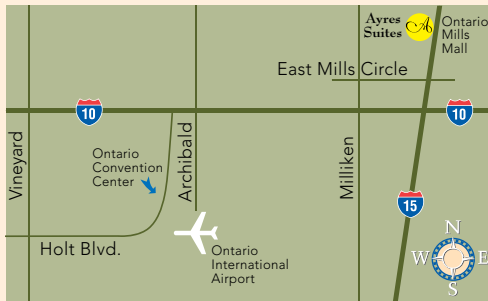 Ayres
Suites
A
Ontario
Mills
Mall
East Mills Circle
10
10
Vineyard
Ontario
Convention
Center
Archibald
Milliken
15
Holt Blvd.
Ontario
International
Airport
N
W
E
S